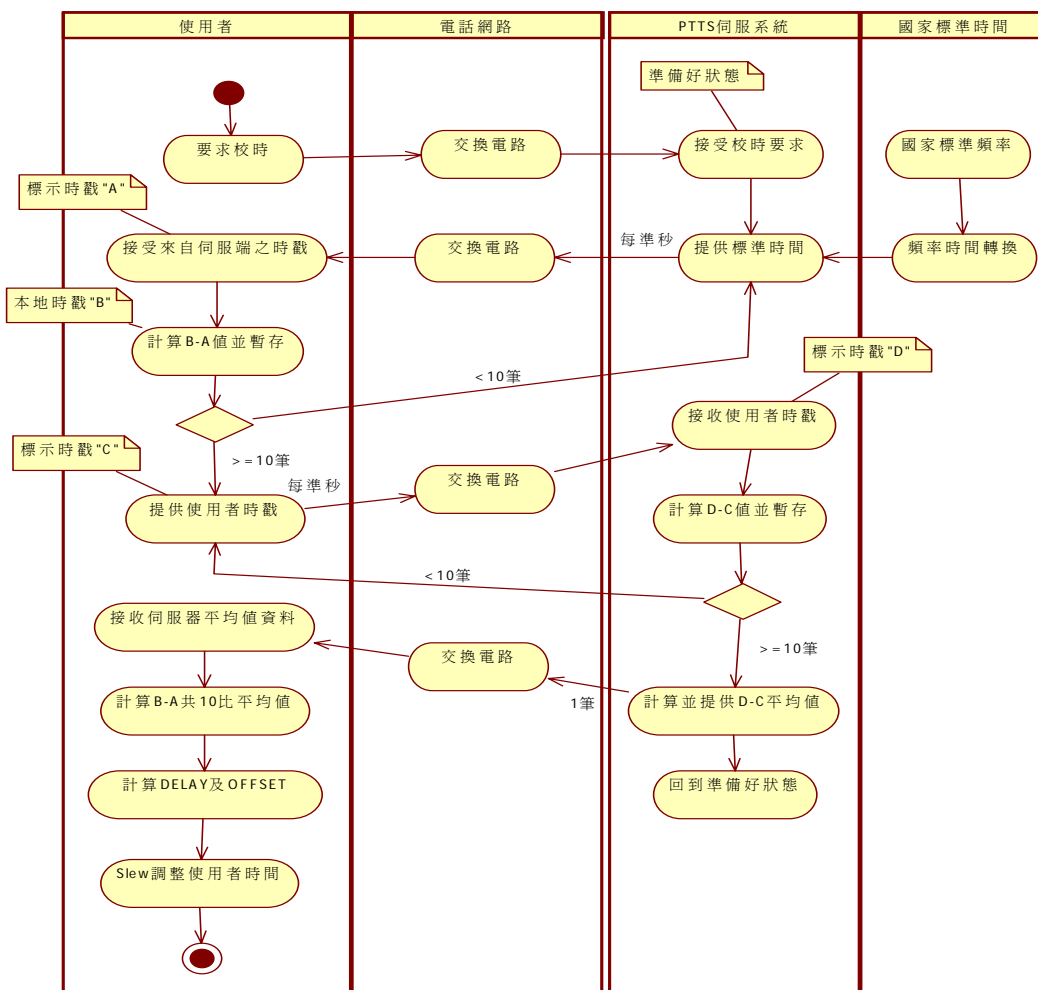 使用者 電話網路 PTTS伺服系統 國家標準時間
準備好狀態
要求校時 交換電路 接受校時要求 國家標準頻率
標示時戳"A"
每準秒
接受來自伺服端之時戳 交換電路 提供標準時間 頻率時間轉換
本地時戳"B"
計算B-A值並暫存
標示時戳"D"
<10筆
接收使用者時戳
標示時戳"C"
>=10筆
每準秒
交換電路
提供使用者時戳 計算D-C值並暫存
<10筆
接收伺服器平均值資料
>=10筆
交換電路
1筆
計算B-A共10比平均值 計算並提供D-C平均值
計算DELAY及OFFSET 回到準備好狀態
Slew調整使用者時間